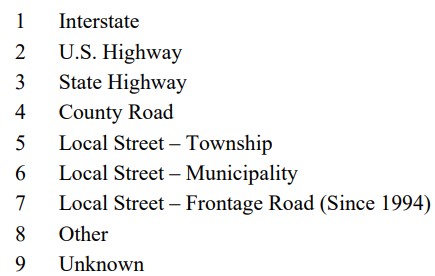 1 Interstate
2 U.S. Highway
3 State Highway
4 County Road
5 Local Street – Township
6 Local Street – Municipality
7 Local Street – Frontage Road (Since 1994)
8 Other
9 Unknown